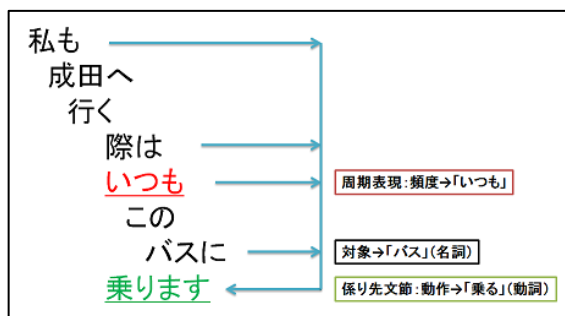 私も
成田へ
行く
際は
いつも
周期表現:頻度→「いつも」
この
バスに
対象→「バス」(名詞)
乗ります
係り先文節:動作→「乗る」(動詞)